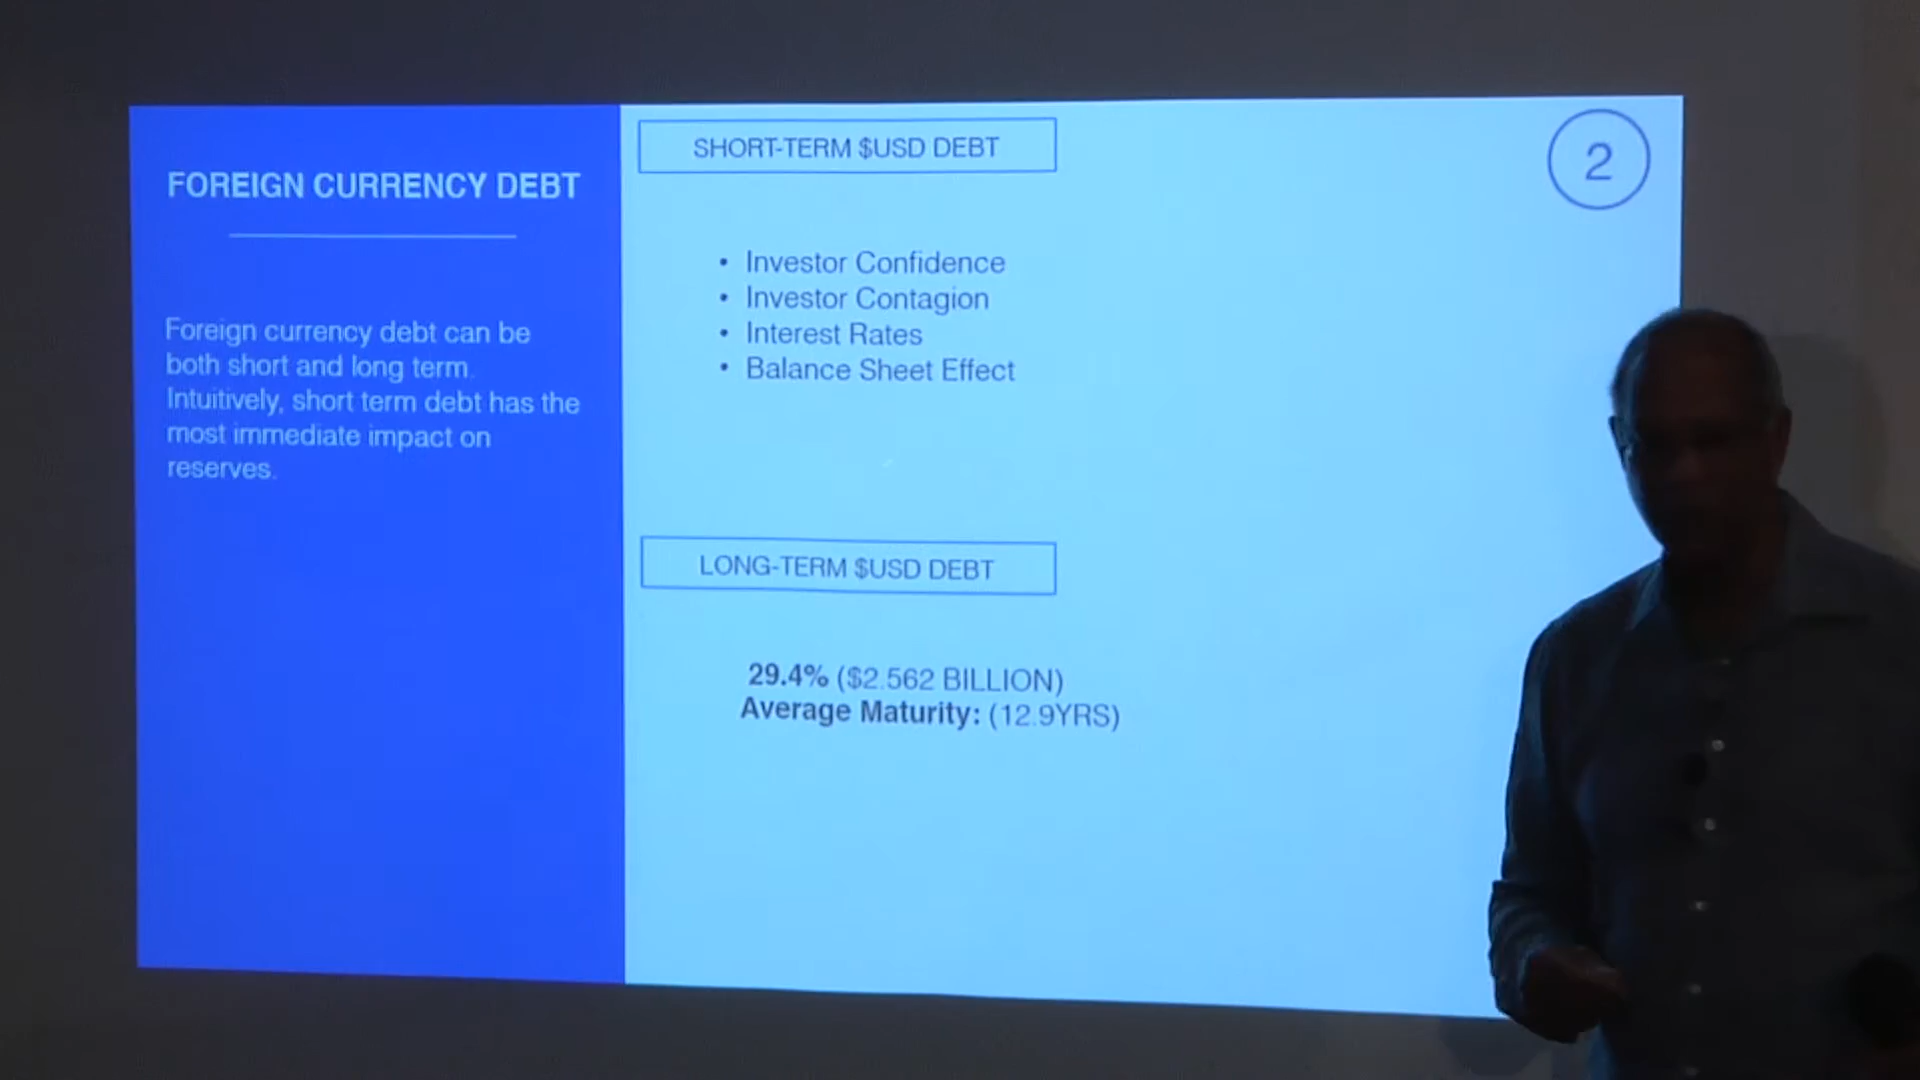 FOREIGN CURRENCY DEBT
Foreign currency debt can be
both short and long term.
Intuitively, short term debt has the
most immediate impact on
reserves.
SHORT-TERM $USD DEBT
2
• Investor Confidence
• Investor Contagion
• Interest Rates
• Balance Sheet Effect
LONG-TERM $USD DEBT
29.4% ($2.562 BILLION)
Average Maturity: (12.9YRS)